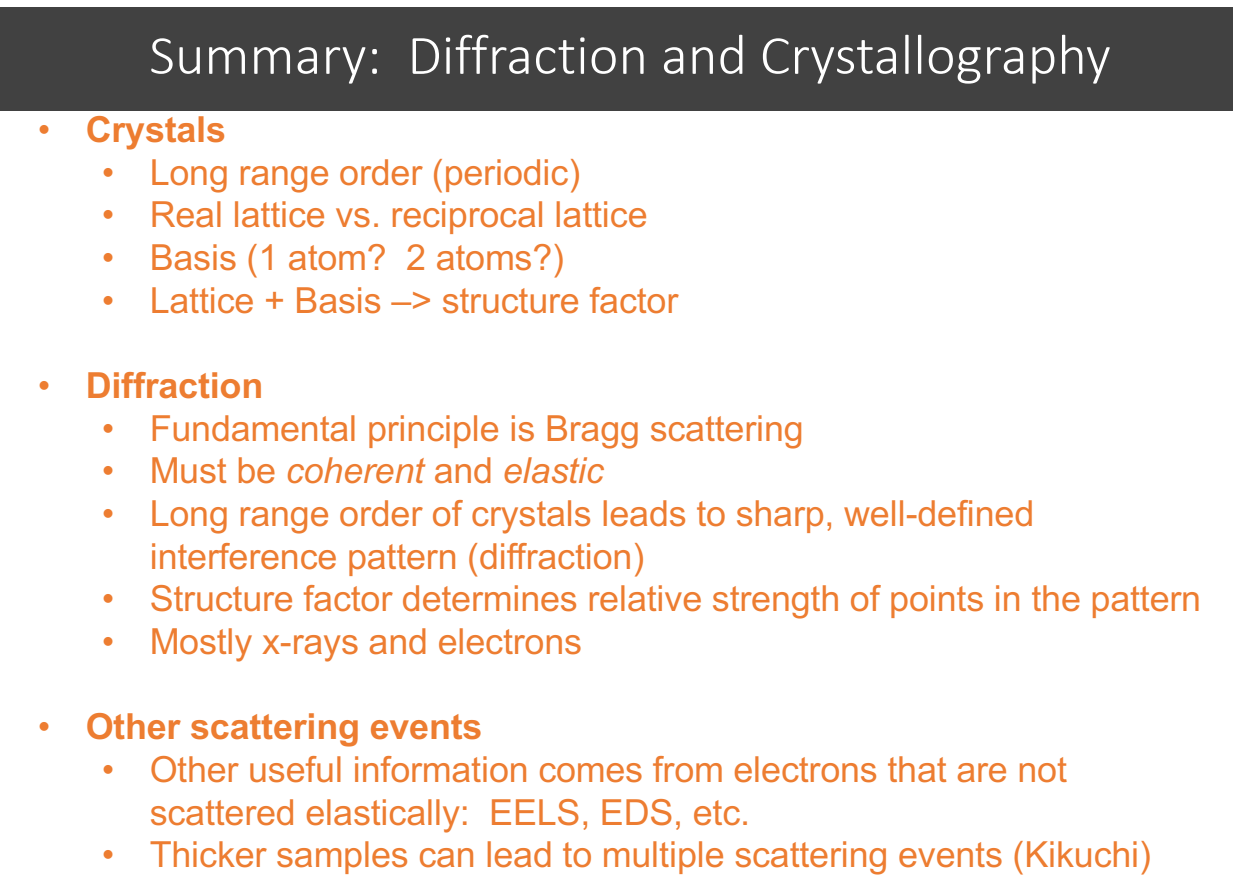 Summary:  Diffraction and Crystallography
• Crystals
• Long range order (periodic)
• Real lattice vs. reciprocal lattice
• Basis (1 atom?  2 atoms?)
• Lattice + Basis –> structure factor
• Diffraction
• Fundamental principle is Bragg scattering
• Must be coherent and elastic
• Long range order of crystals leads to sharp, well-defined
interference pattern (diffraction)
• Structure factor determines relative strength of points in the pattern
• Mostly x-rays and electrons
• Other scattering events
• Other useful information comes from electrons that are not
scattered elastically:  EELS, EDS, etc.
• Thicker samples can lead to multiple scattering events (Kikuchi)